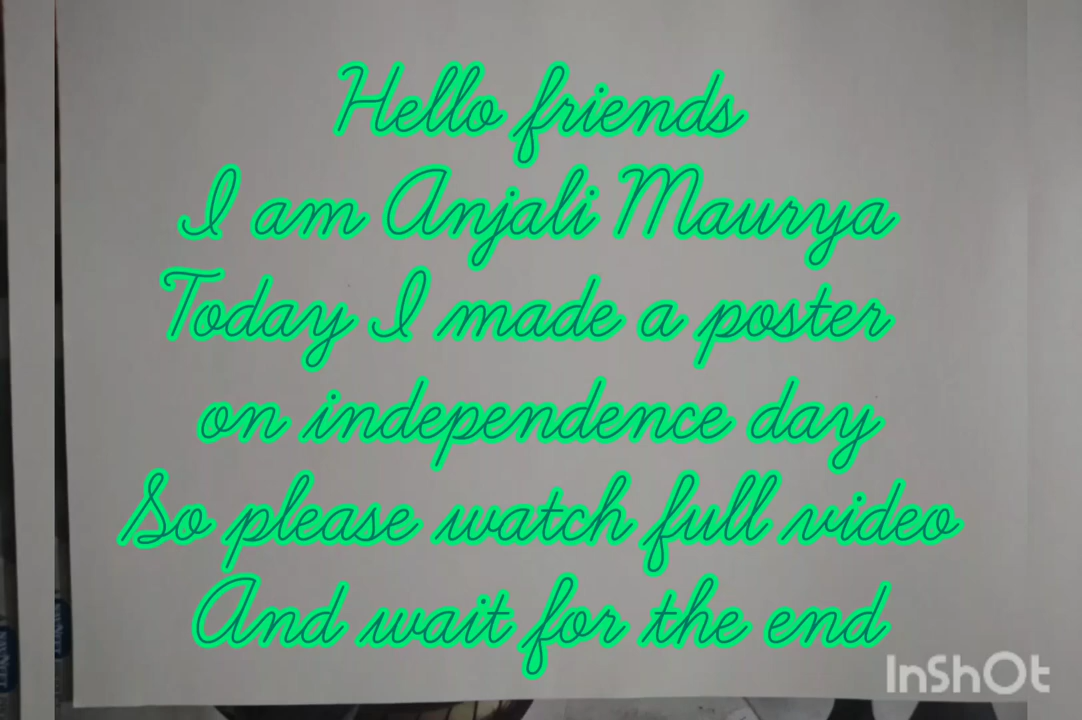 Hello friends
I am Anjali Maurya
Today I made a poster
on independence day
So please watch full video
And wait for the end
InShOt